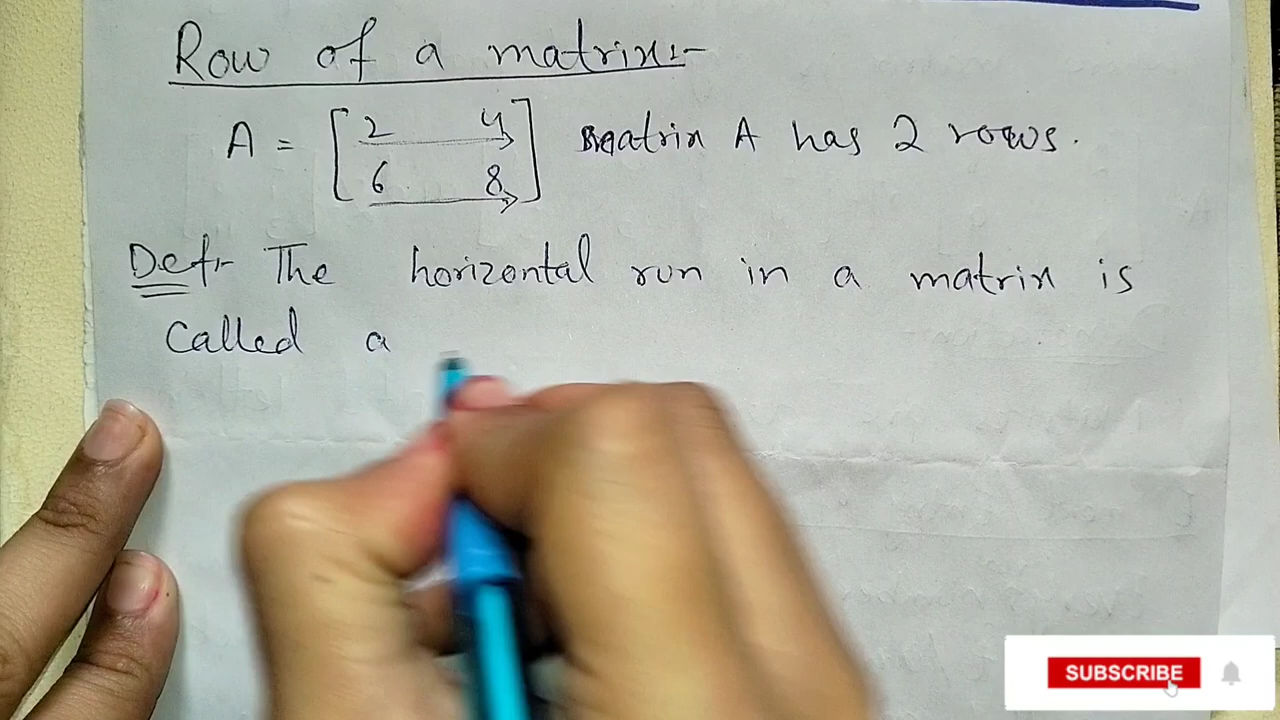 Row of a matrix:-
A = [ 2 4 matrix A has 2 rows.
6 8 ]
Def:- The horizontal run in a matrix is
called a
SUBSCRIBE